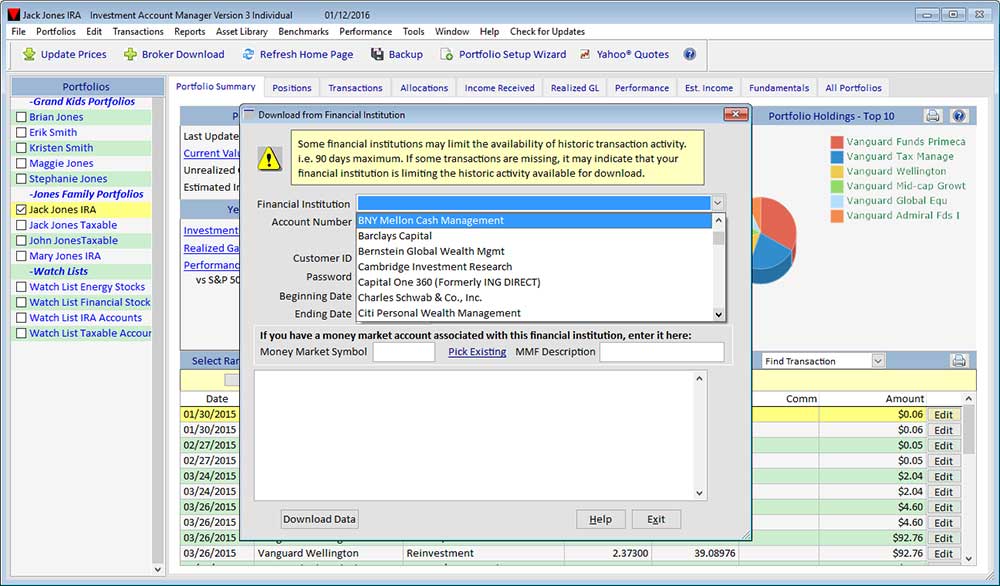 Jack Jones IRA Investment Account Manager Version 3 Individual 01/12/2016
File Portfolios Edit Transactions Reports Asset Library Benchmarks Performance Tools Window Help Check for Updates
Update Prices Broker Download Refresh Home Page Backup Portfolio Setup Wizard Yahoo® Quotes
Portfolios
-Grand Kids Portfolios
Brian Jones
Erik Smith
Kristen Smith
Maggie Jones
Stephanie Jones
-Jones Family Portfolios
Jack Jones IRA
Jack Jones Taxable
John JonesTaxable
Mary Jones IRA
-Watch Lists
Watch List Energy Stocks
Watch List Financial Stock
Watch List IRA Accounts
Watch List Taxable Accour
Portfolio Summary Positions Transactions Allocations Income Received Realized GL Performance Est. Income Fundamentals All Portfolios
P
Last Update
Current Valu
Unrealized
Estimated In
Ye
Investment
Realized Ga
Performanc
vs S&P 50
Portfolio Holdings - Top 10
Vanguard Funds Primeca
Vanguard Tax Manage
Vanguard Wellington
Vanguard Mid-cap Growt
Vanguard Global Equ
Vanguard Admiral Fds I
Download from Financial Institution
Some financial institutions may limit the availability of historic transaction activity.
i.e. 90 days maximum. If some transactions are missing, it may indicate that your
financial institution is limiting the historic activity available for download.
Financial Institution
Account Number
Customer ID
Password
Beginning Date
Ending Date
BNY Mellon Cash Management
Barclays Capital
Bernstein Global Wealth Mgmt
Cambridge Investment Research
Capital One 360 (Formerly ING DIRECT)
Charles Schwab & Co., Inc.
Citi Personal Wealth Management
If you have a money market account associated with this financial institution, enter it here:
Money Market Symbol Pick Existing MMF Description
Download Data Help Exit
Select Ran Find Transaction
Date Comm Amount
01/30/2015 $0.06 Edit
01/30/2015 $0.06 Edit
02/27/2015 $0.05 Edit
02/27/2015 $0.05 Edit
03/24/2015 $2.04 Edit
03/24/2015 $2.04 Edit
03/26/2015 $4.60 Edit
03/26/2015 $4.60 Edit
03/26/2015 $92.76 Edit
03/26/2015 Vanguard Wellington Reinvestment 2.37300 39.08976 $92.76 Edit